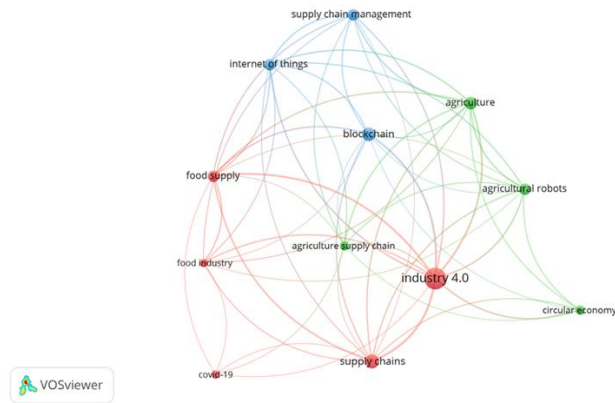 supply chain management
internet of things
agriculture
blockchain
food supply
agricultural robots
agriculture supply chain
food industry
industry 4.0
circular economy
supply chains
covid-19
VOSviewer